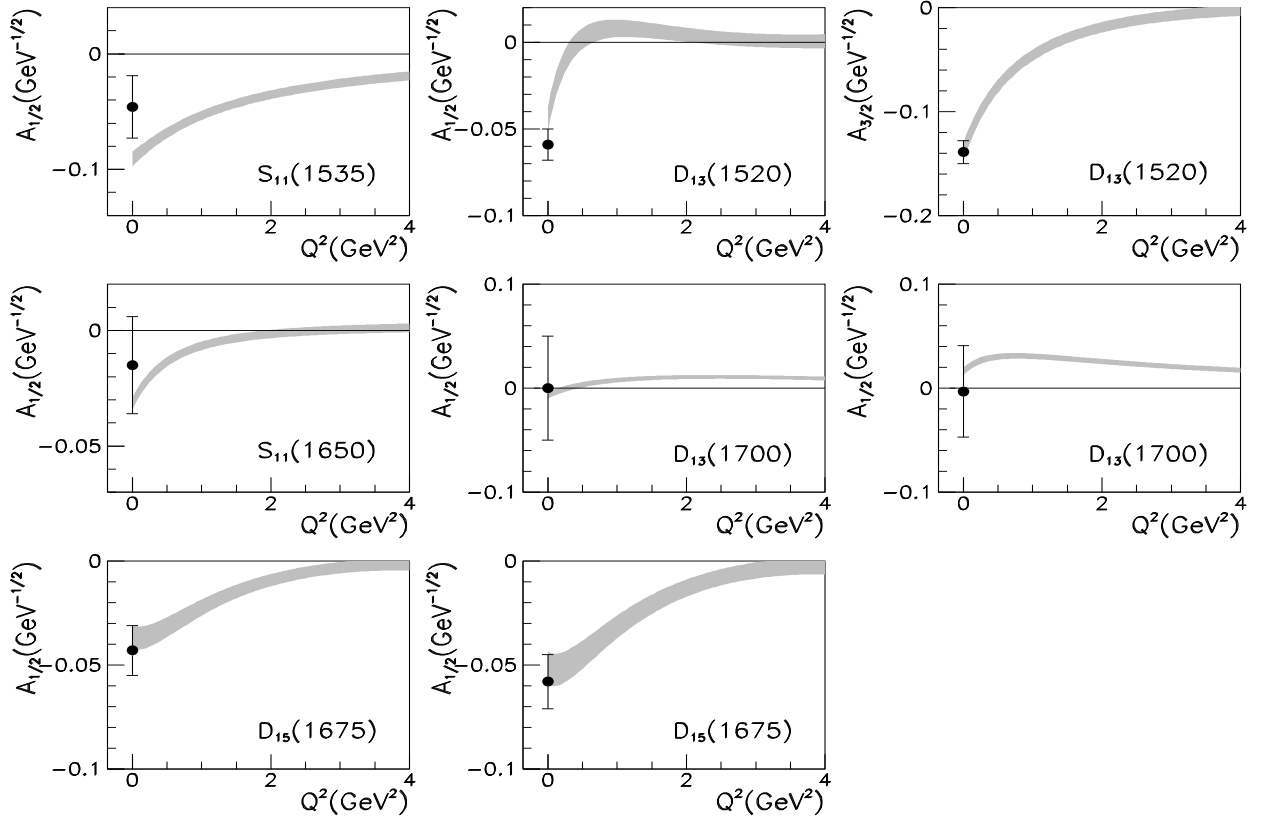 A₁/₂(GeV⁻¹/²)
0
−0.1
S₁₁(1535)
0
2
4
Q²(GeV²)
A₁/₂(GeV⁻¹/²)
0
−0.05
−0.1
D₁₃(1520)
0
2
4
Q²(GeV²)
A₃/₂(GeV⁻¹/²)
0
−0.1
−0.2
D₁₃(1520)
0
2
4
Q²(GeV²)
A₁/₂(GeV⁻¹/²)
0
−0.05
S₁₁(1650)
0
2
4
Q²(GeV²)
A₁/₂(GeV⁻¹/²)
0.1
0
−0.1
D₁₃(1700)
0
2
4
Q²(GeV²)
A₁/₂(GeV⁻¹/²)
0.1
0
−0.1
D₁₃(1700)
0
2
4
Q²(GeV²)
A₁/₂(GeV⁻¹/²)
0
−0.05
−0.1
D₁₅(1675)
0
2
4
Q²(GeV²)
A₁/₂(GeV⁻¹/²)
0
−0.05
−0.1
D₁₅(1675)
0
2
4
Q²(GeV²)